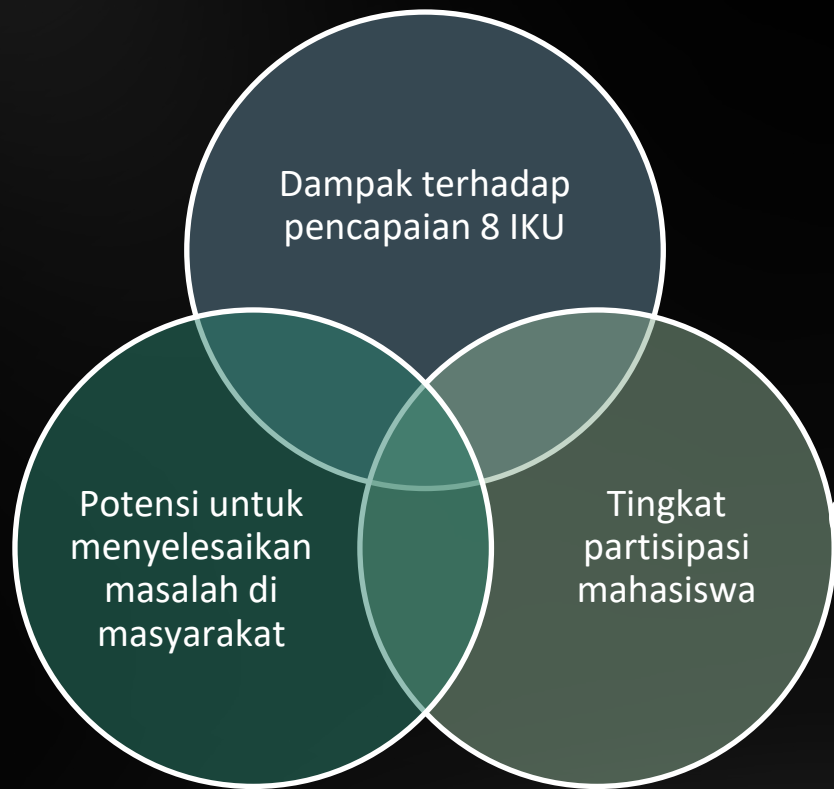 Dampak terhadap
pencapaian 8 IKU
Potensi untuk
menyelesaikan
masalah di
masyarakat
Tingkat
partisipasi
mahasiswa